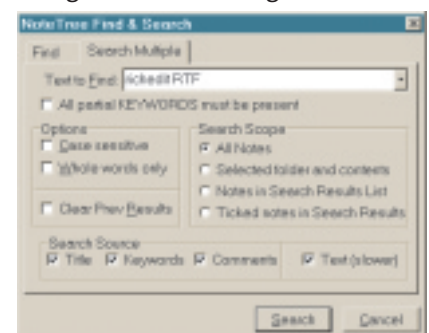 NoteTree Find & Search
Find Search Multiple
Text to Find: richedit RTF
All partial KEYWORDS must be present
Options Search Scope
Case sensitive All Notes
Whole words only Selected folder and contents
Notes in Search Results List
Clear Prev Results Ticked notes in Search Results
Search Source
Title Keywords Comments Text (slower)
Search Cancel